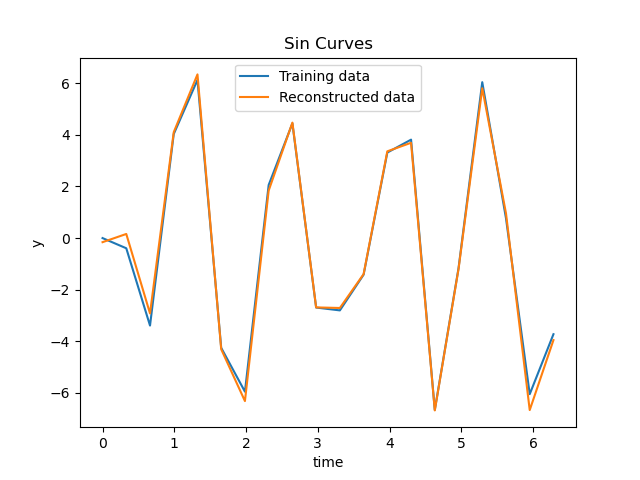 Sin Curves
Training data
Reconstructed data
y
6
4
2
0
−2
−4
−6
0 1 2 3 4 5 6
time